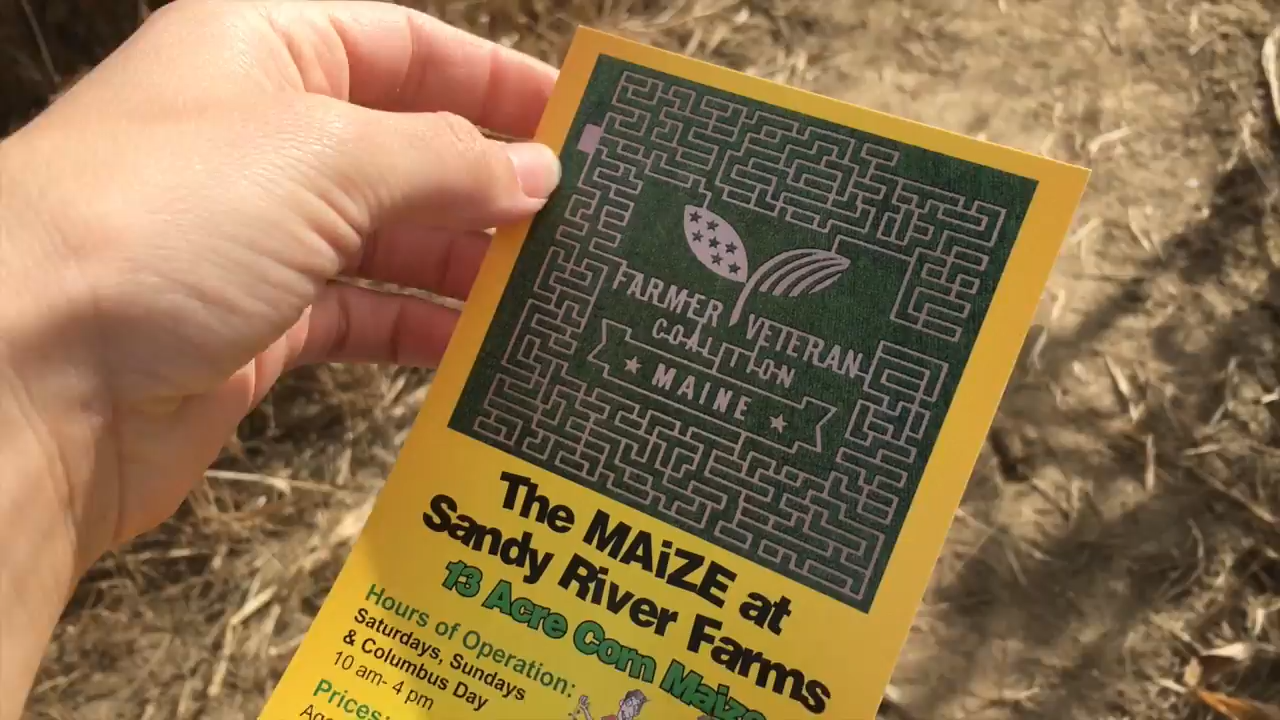 FARMER VETERAN
COALITION
MAINE
The MAiZE at
Sandy River Farms
13 Acre Corn Maize
Hours of Operation:
Saturdays, Sundays
& Columbus Day
10 am- 4 pm
Prices: